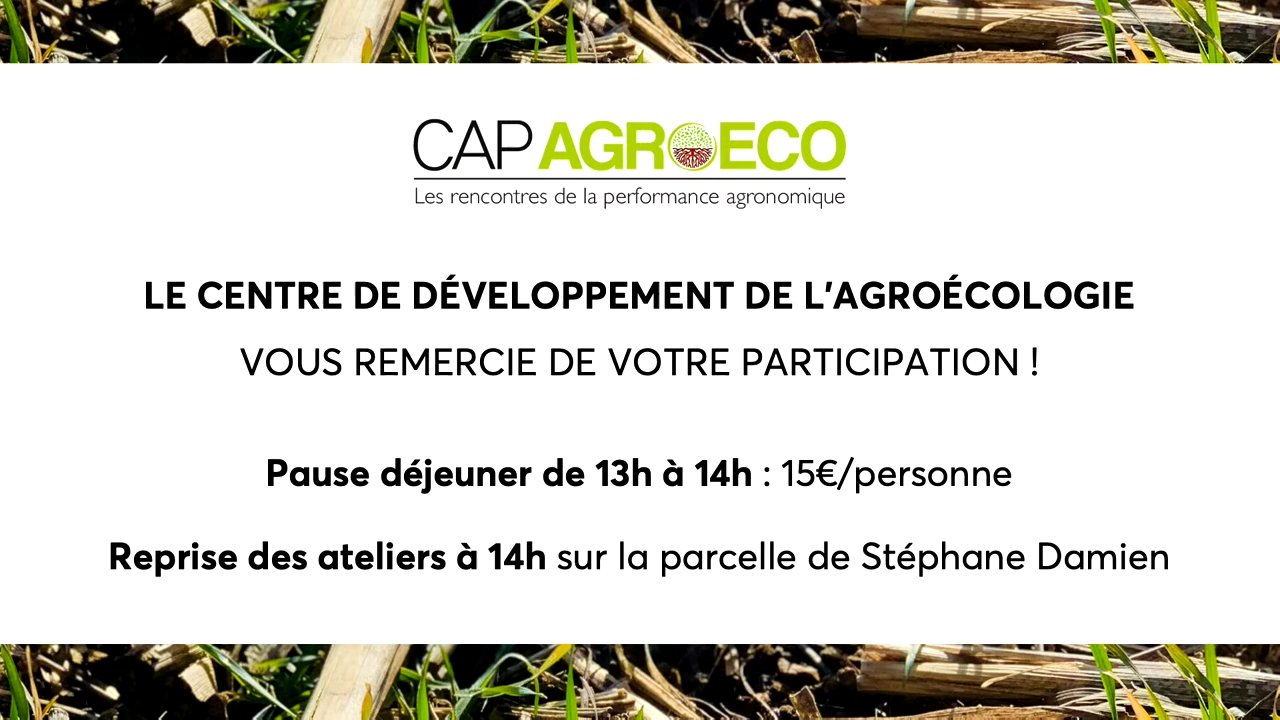 CAP AGROECO
Les rencontres de la performance agronomique
LE CENTRE DE DÉVELOPPEMENT DE L'AGROÉCOLOGIE
VOUS REMERCIE DE VOTRE PARTICIPATION !
Pause déjeuner de 13h à 14h : 15€/personne
Reprise des ateliers à 14h sur la parcelle de Stéphane Damien